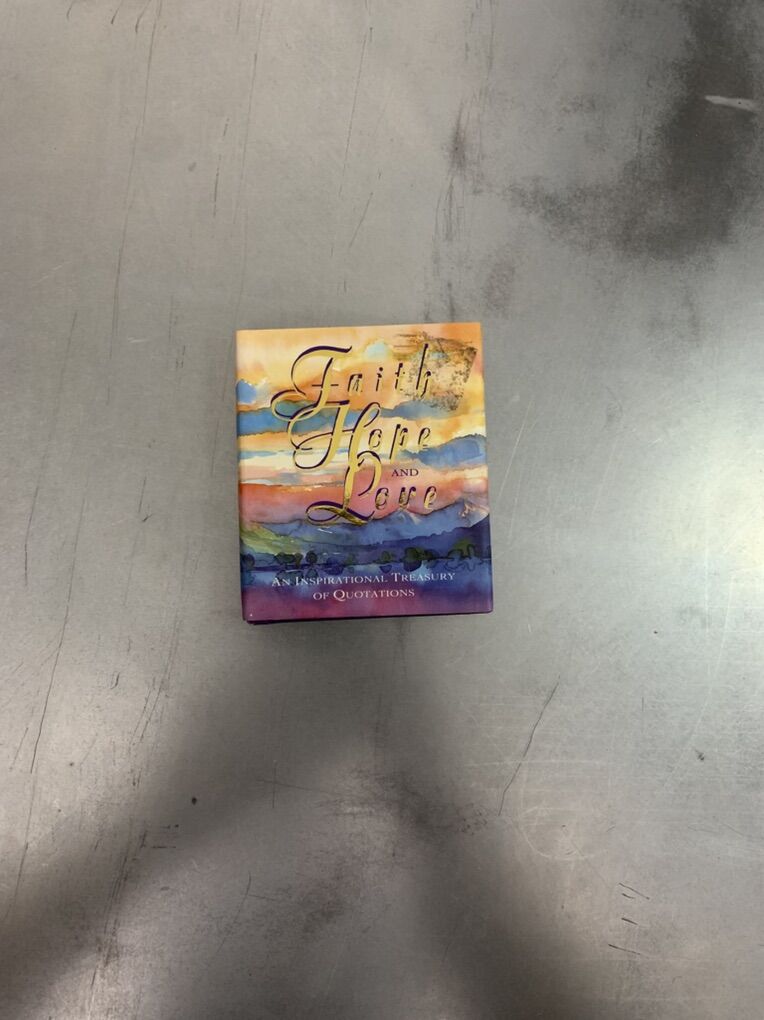 Faith
Hope
AND
Love
AN INSPIRATIONAL TREASURY
OF QUOTATIONS